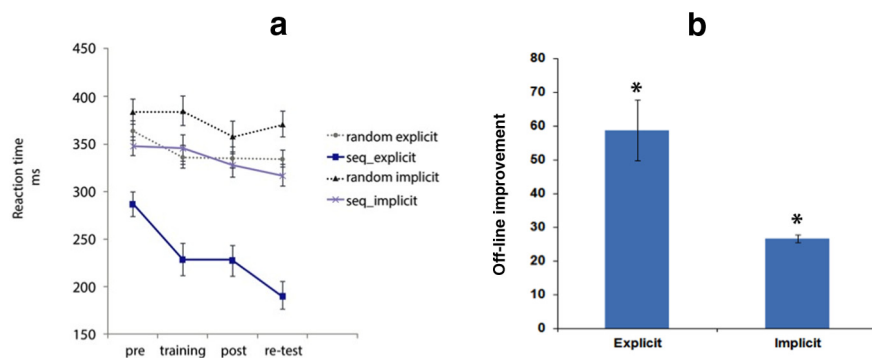 a
450
400
350
300
250
200
150
Reaction time
ms
pre training post re-test
random explicit
seq_explicit
random implicit
seq_implicit
b
80
70
60
50
40
30
20
10
0
Off-line improvement
*
*
Explicit Implicit